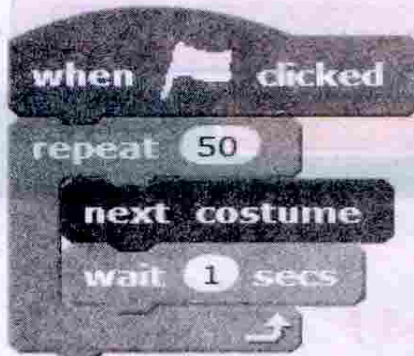 when clicked
repeat 50
next costume
wait 1 secs